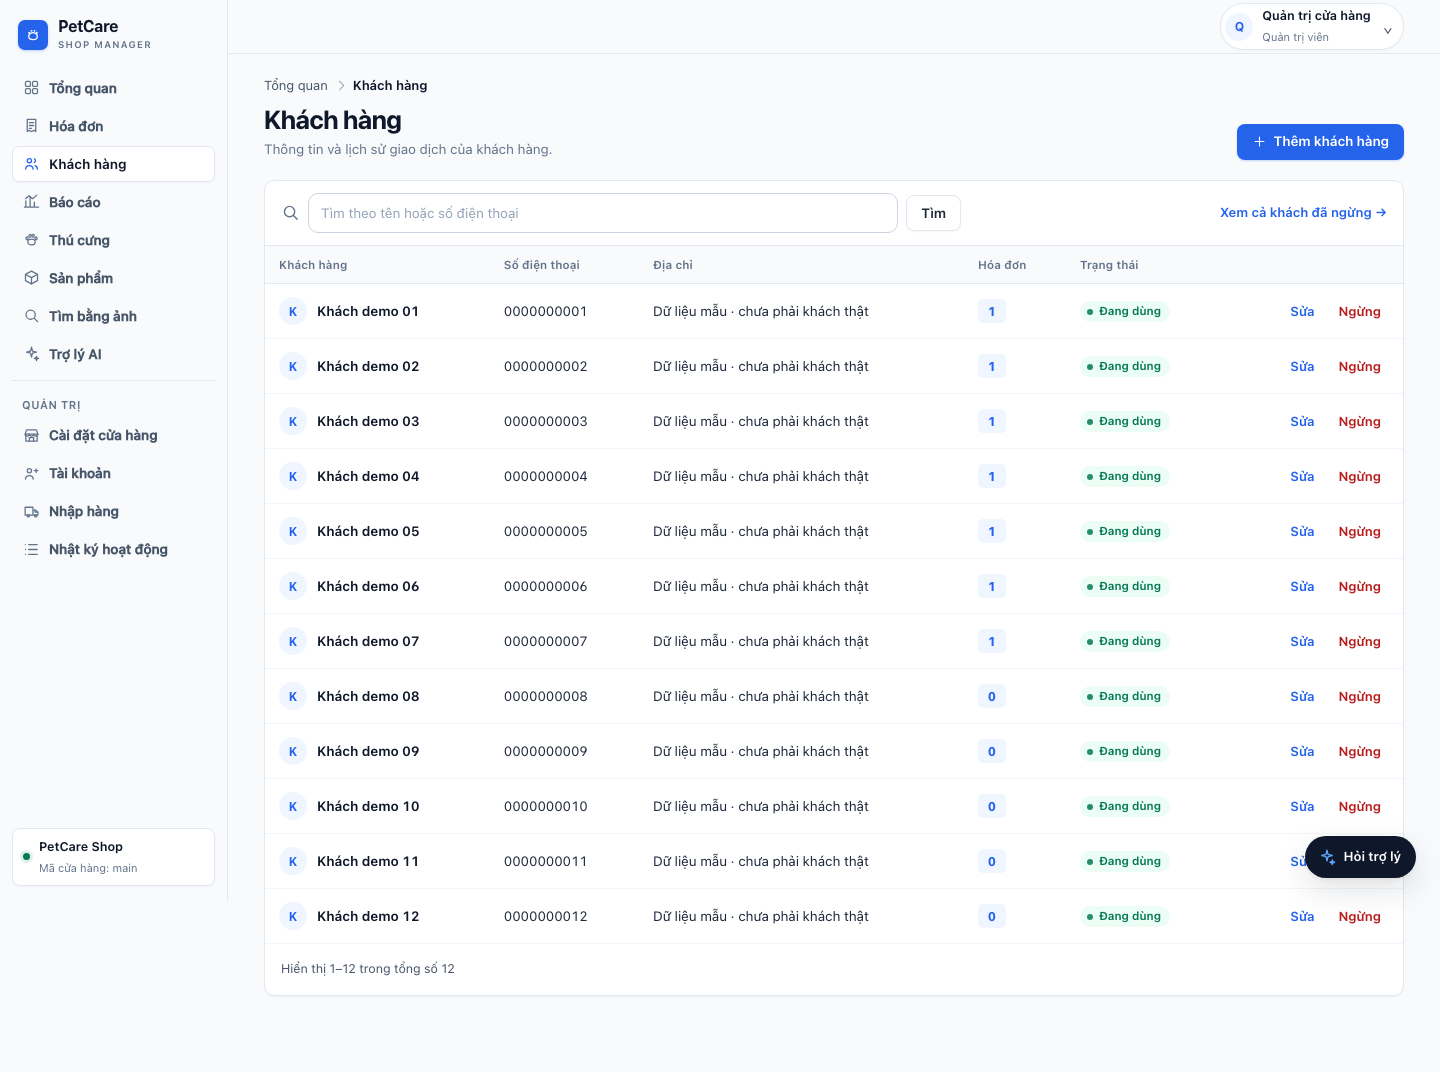 PetCare
SHOP MANAGER
Tổng quan
Hóa đơn
Khách hàng
Báo cáo
Thú cưng
Sản phẩm
Tìm bằng ảnh
Trợ lý AI
QUẢN TRỊ
Cài đặt cửa hàng
Tài khoản
Nhập hàng
Nhật ký hoạt động
PetCare Shop
Mã cửa hàng: main
Q
Quản trị cửa hàng
Quản trị viên
Tổng quan > Khách hàng
Khách hàng
Thông tin và lịch sử giao dịch của khách hàng.
+ Thêm khách hàng
Tìm theo tên hoặc số điện thoại
Tìm
Xem cả khách đã ngừng →
Khách hàng Số điện thoại Địa chỉ Hóa đơn Trạng thái
K Khách demo 01 0000000001 Dữ liệu mẫu · chưa phải khách thật 1 Đang dùng Sửa Ngừng
K Khách demo 02 0000000002 Dữ liệu mẫu · chưa phải khách thật 1 Đang dùng Sửa Ngừng
K Khách demo 03 0000000003 Dữ liệu mẫu · chưa phải khách thật 1 Đang dùng Sửa Ngừng
K Khách demo 04 0000000004 Dữ liệu mẫu · chưa phải khách thật 1 Đang dùng Sửa Ngừng
K Khách demo 05 0000000005 Dữ liệu mẫu · chưa phải khách thật 1 Đang dùng Sửa Ngừng
K Khách demo 06 0000000006 Dữ liệu mẫu · chưa phải khách thật 1 Đang dùng Sửa Ngừng
K Khách demo 07 0000000007 Dữ liệu mẫu · chưa phải khách thật 1 Đang dùng Sửa Ngừng
K Khách demo 08 0000000008 Dữ liệu mẫu · chưa phải khách thật 0 Đang dùng Sửa Ngừng
K Khách demo 09 0000000009 Dữ liệu mẫu · chưa phải khách thật 0 Đang dùng Sửa Ngừng
K Khách demo 10 0000000010 Dữ liệu mẫu · chưa phải khách thật 0 Đang dùng Sửa Ngừng
K Khách demo 11 0000000011 Dữ liệu mẫu · chưa phải khách thật 0 Đang dùng
Hỏi trợ lý
K Khách demo 12 0000000012 Dữ liệu mẫu · chưa phải khách thật 0 Đang dùng Sửa Ngừng
Hiển thị 1–12 trong tổng số 12